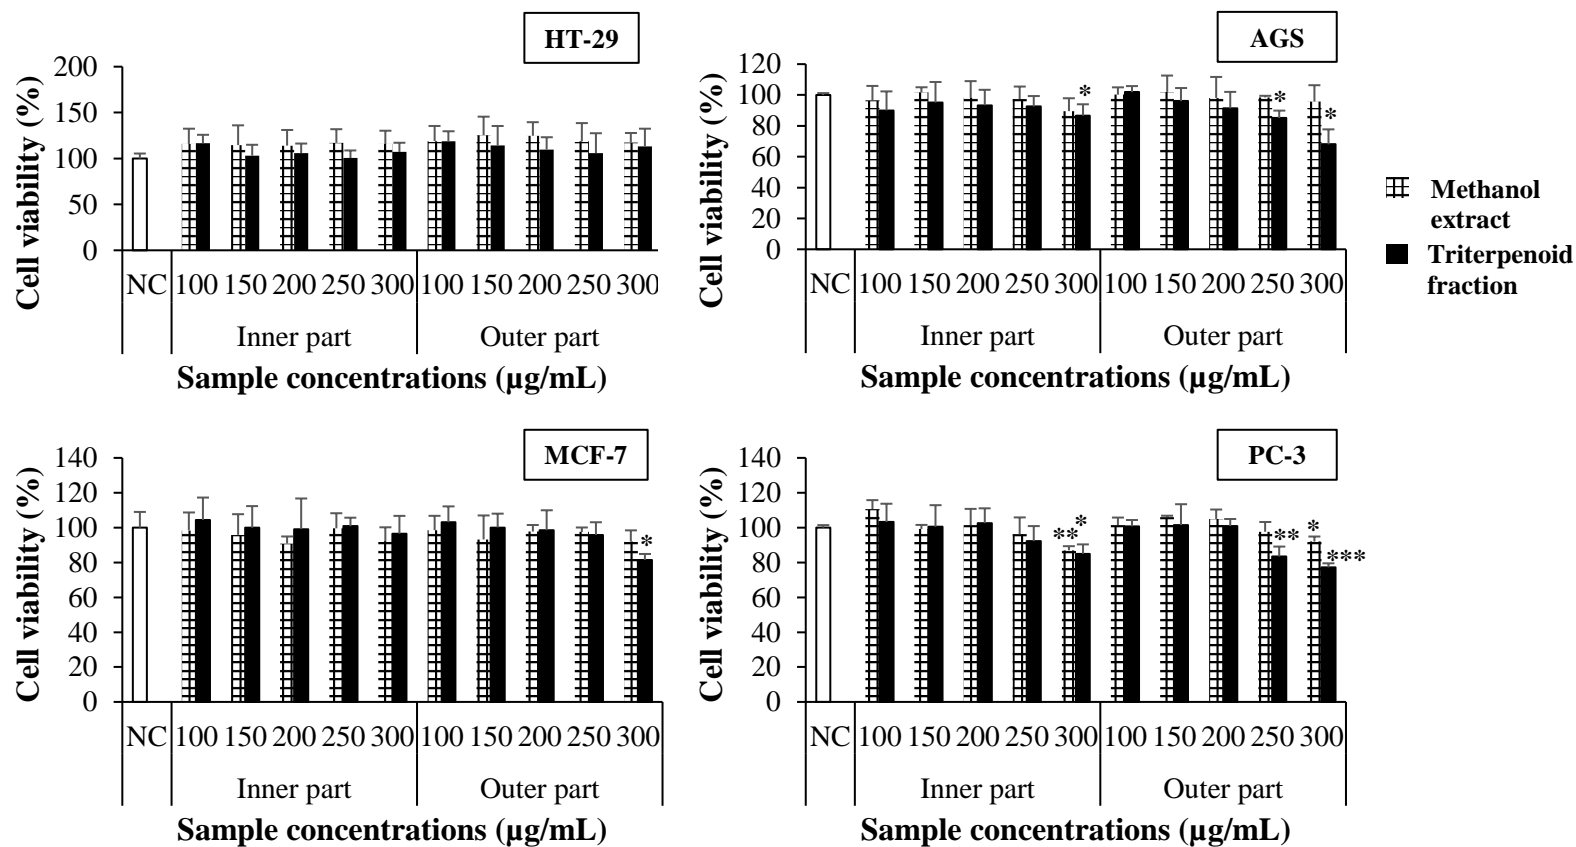 HT-29
Cell viability (%)
200
150
100
50
0
NC 100 150 200 250 300 100 150 200 250 300
Inner part Outer part
Sample concentrations (µg/mL)
AGS
Cell viability (%)
120
100
80
60
40
20
0
* * *
NC 100 150 200 250 300 100 150 200 250 300
Inner part Outer part
Sample concentrations (µg/mL)
Methanol
extract
Triterpenoid
fraction
MCF-7
Cell viability (%)
140
120
100
80
60
40
20
0
*
NC 100 150 200 250 300 100 150 200 250 300
Inner part Outer part
Sample concentrations (µg/mL)
PC-3
Cell viability (%)
140
120
100
80
60
40
20
0
** * ** * ***
NC 100 150 200 250 300 100 150 200 250 300
Inner part Outer part
Sample concentrations (µg/mL)